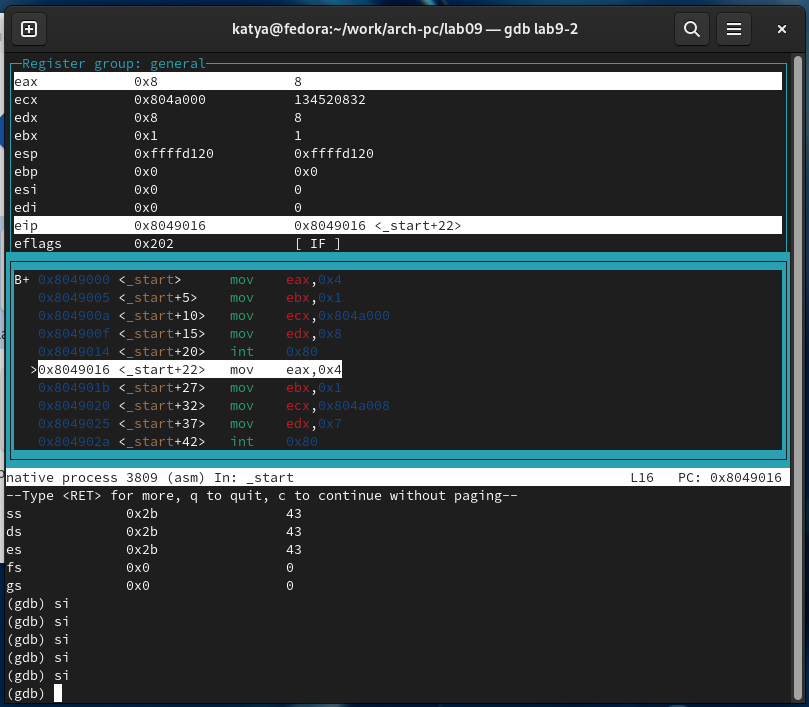 katya@fedora:~/work/arch-pc/lab09 — gdb lab9-2
Register group: general
eax 0x8 8
ecx 0x804a000 134520832
edx 0x8 8
ebx 0x1 1
esp 0xffffd120 0xffffd120
ebp 0x0 0x0
esi 0x0 0
edi 0x0 0
eip 0x8049016 0x8049016 <_start+22>
eflags 0x202 [ IF ]
B+ 0x8049000 <_start> mov eax,0x4
0x8049005 <_start+5> mov ebx,0x1
0x804900a <_start+10> mov ecx,0x804a000
0x804900f <_start+15> mov edx,0x8
0x8049014 <_start+20> int 0x80
>0x8049016 <_start+22> mov eax,0x4
0x804901b <_start+27> mov ebx,0x1
0x8049020 <_start+32> mov ecx,0x804a008
0x8049025 <_start+37> mov edx,0x7
0x804902a <_start+42> int 0x80
native process 3809 (asm) In: _start L16 PC: 0x8049016
--Type <RET> for more, q to quit, c to continue without paging--
ss 0x2b 43
ds 0x2b 43
es 0x2b 43
fs 0x0 0
gs 0x0 0
(gdb) si
(gdb) si
(gdb) si
(gdb) si
(gdb) si
(gdb)